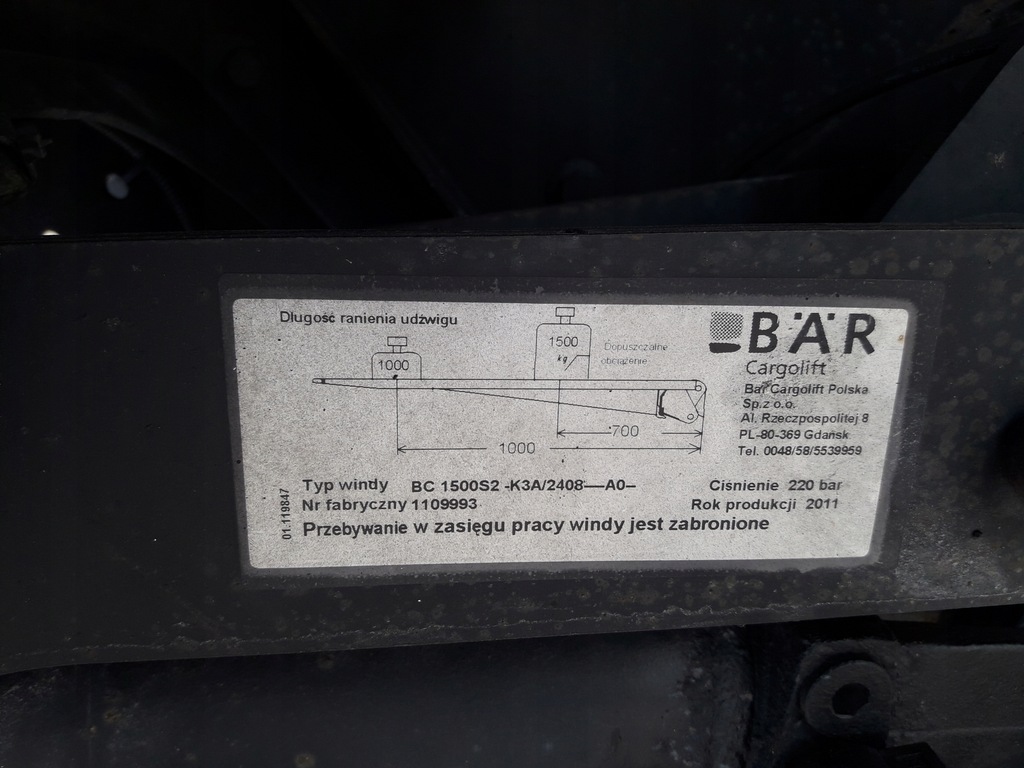 Długość ranienia udźwigu
1000
1500
kg
Dopuszczalne
obciążenie
700
1000
BÄR
Cargolift
Bär Cargolift Polska
Sp.z o.o.
Al. Rzeczpospolitej 8
PL-80-369 Gdańsk
Tel. 0048/58/5539959
Typ windy BC 1500S2 -K3A/2408—A0–
Ciśnienie 220 bar
Nr fabryczny 1109993
Rok produkcji 2011
Przebywanie w zasięgu pracy windy jest zabronione
01.119847